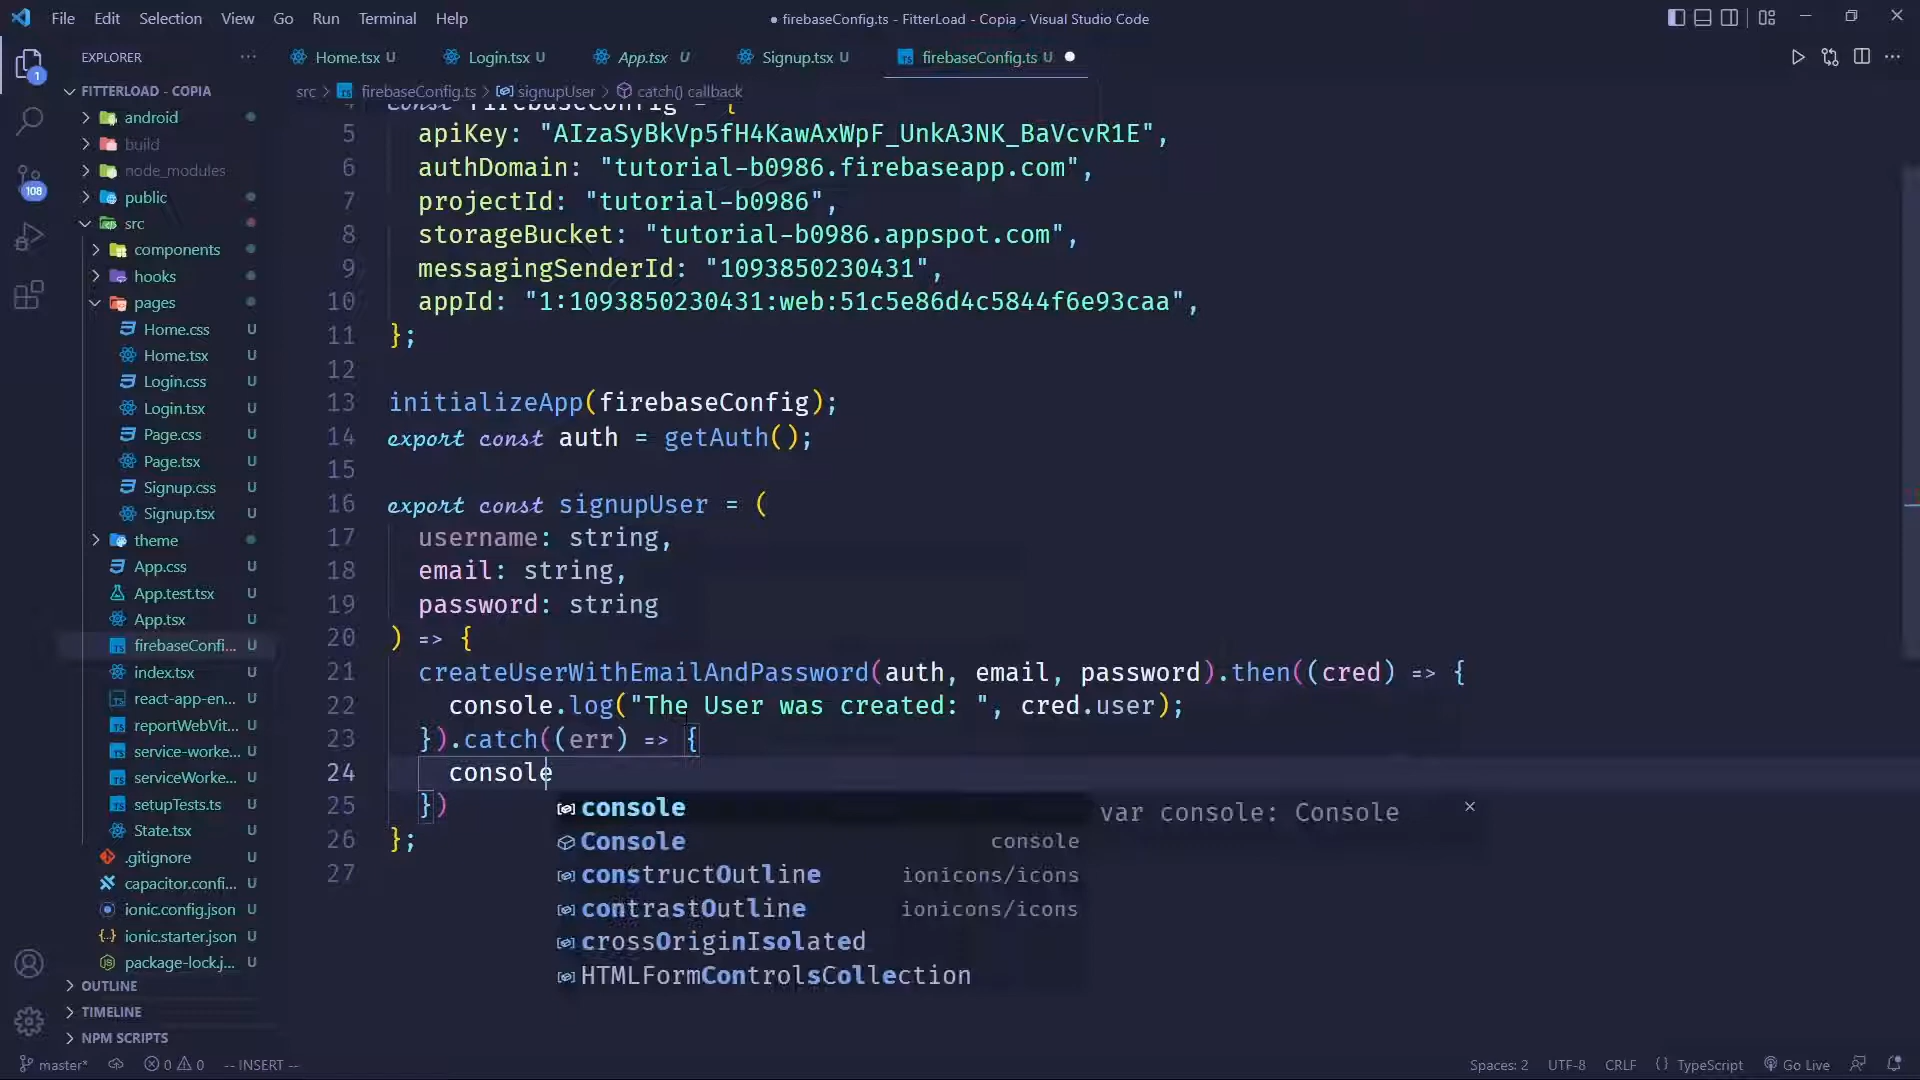 File Edit Selection View Go Run Terminal Help
● firebaseConfig.ts - FitterLoad - Copia - Visual Studio Code
EXPLORER
Home.tsx U
Login.tsx U
App.tsx U
Signup.tsx U
firebaseConfig.ts U
src > firebaseConfig.ts > signupUser > catch() callback
1
108
FITTERLOAD - COPIA
android
build
node_modules
public
src
components
hooks
pages
Home.css U
Home.tsx U
Login.css U
Login.tsx U
Page.css U
Page.tsx U
Signup.css U
Signup.tsx U
theme
App.css U
App.test.tsx U
App.tsx U
firebaseConfi... U
index.tsx U
react-app-en... U
reportWebVit... U
service-worke... U
serviceWorke... U
setupTests.ts U
State.tsx U
.gitignore U
capacitor.confi... U
ionic.config.json U
ionic.starter.json U
package-lock.j... U
OUTLINE
TIMELINE
NPM SCRIPTS
4 const firebaseConfig = {
5 apiKey: "AIzaSyBkVp5fH4KawAxWpF_UnkA3NK_BaVcvR1E",
6 authDomain: "tutorial-b0986.firebaseapp.com",
7 projectId: "tutorial-b0986",
8 storageBucket: "tutorial-b0986.appspot.com",
9 messagingSenderId: "1093850230431",
10 appId: "1:1093850230431:web:51c5e86d4c5844f6e93caa",
11 };
12
13 initializeApp(firebaseConfig);
14 export const auth = getAuth();
15
16 export const signupUser = (
17 username: string,
18 email: string,
19 password: string
20 ) => {
21 createUserWithEmailAndPassword(auth, email, password).then((cred) => {
22 console.log("The User was created: ", cred.user);
23 }).catch((err) => {
24 console
25 })
26 };
27
console
var console: Console
Console console
constructOutline ionicons/icons
contrastOutline ionicons/icons
crossOriginIsolated
HTMLFormControlsCollection
master* 0 0 -- INSERT --
Spaces: 2 UTF-8 CRLF { } TypeScript Go Live